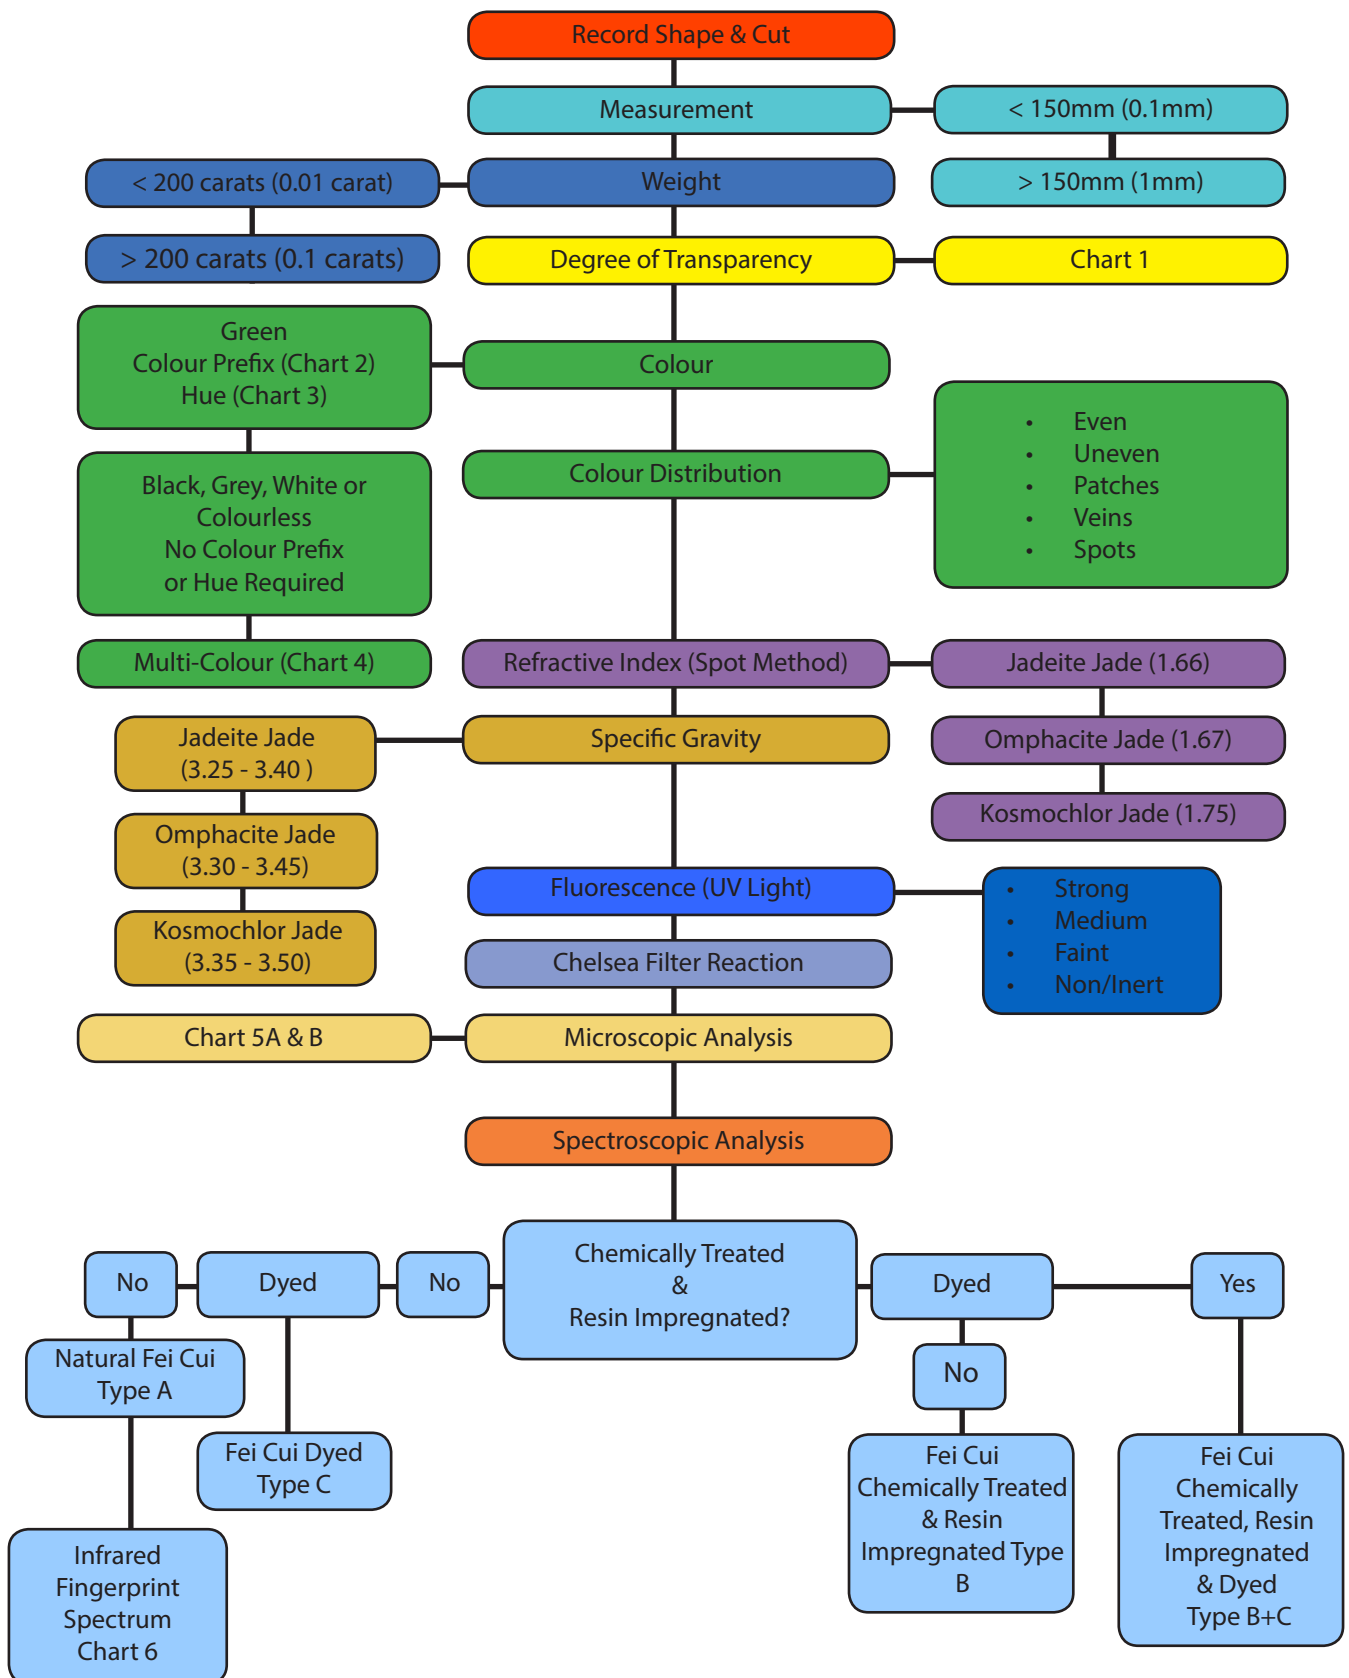 Record Shape & Cut
Measurement
< 150mm (0.1mm)
> 150mm (1mm)
Weight
< 200 carats (0.01 carat)
> 200 carats (0.1 carats)
Degree of Transparency
Chart 1
Colour
Green
Colour Prefix (Chart 2)
Hue (Chart 3)
Black, Grey, White or
Colourless
No Colour Prefix
or Hue Required
Multi-Colour (Chart 4)
Colour Distribution
• Even
• Uneven
• Patches
• Veins
• Spots
Refractive Index (Spot Method)
Jadeite Jade (1.66)
Omphacite Jade (1.67)
Kosmochlor Jade (1.75)
Specific Gravity
Jadeite Jade
(3.25 - 3.40 )
Omphacite Jade
(3.30 - 3.45)
Kosmochlor Jade
(3.35 - 3.50)
Fluorescence (UV Light)
• Strong
• Medium
• Faint
• Non/Inert
Chelsea Filter Reaction
Microscopic Analysis
Chart 5A & B
Spectroscopic Analysis
Chemically Treated
&
Resin Impregnated?
No
Dyed
No
Natural Fei Cui
Type A
Fei Cui Dyed
Type C
Infrared
Fingerprint
Spectrum
Chart 6
Dyed
Yes
No
Fei Cui
Chemically Treated
& Resin
Impregnated Type
B
Fei Cui
Chemically
Treated, Resin
Impregnated
& Dyed
Type B+C